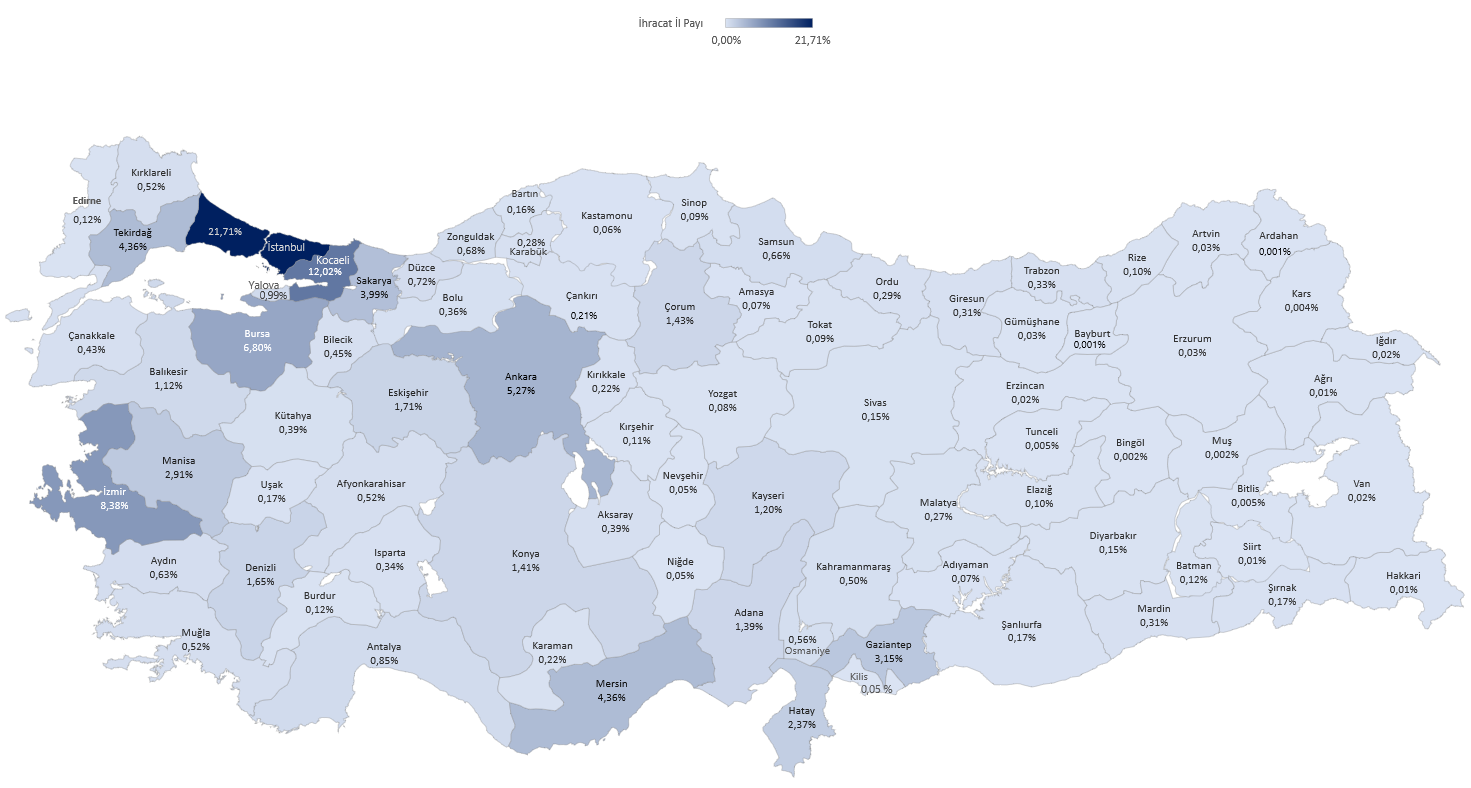 İhracat İl Payı
0,00%
21,71%
Kırklareli
0,52%
Edirne
0,12%
Tekirdağ
4,36%
21,71%
İstanbul
Kocaeli
12,02%
Yalova
0,99%
Sakarya
3,99%
Düzce
0,72%
Zonguldak
0,68%
Bartın
0,16%
0,28%
Karabük
Kastamonu
0,06%
Sinop
0,09%
Samsun
0,66%
Bolu
0,36%
Çankırı
0,21%
Çorum
1,43%
Amasya
0,07%
Tokat
0,09%
Ordu
0,29%
Giresun
0,31%
Trabzon
0,33%
Gümüşhane
0,03%
Bayburt
0,001%
Rize
0,10%
Artvin
0,03%
Ardahan
0,001%
Kars
0,004%
Iğdır
0,02%
Erzurum
0,03%
Ağrı
0,01%
Çanakkale
0,43%
Balıkesir
1,12%
Bursa
6,80%
Bilecik
0,45%
Kütahya
0,39%
Eskişehir
1,71%
Ankara
5,27%
Kırıkkale
0,22%
Kırşehir
0,11%
Yozgat
0,08%
Sivas
0,15%
Erzincan
0,02%
Tunceli
0,005%
Bingöl
0,002%
Muş
0,002%
Bitlis
0,005%
Van
0,02%
Manisa
2,91%
İzmir
8,38%
Uşak
0,17%
Afyonkarahisar
0,52%
Aksaray
0,39%
Nevşehir
0,05%
Kayseri
1,20%
Malatya
0,27%
Elazığ
0,10%
Diyarbakır
0,15%
Batman
0,12%
Siirt
0,01%
Şırnak
0,17%
Hakkari
0,01%
Aydın
0,63%
Denizli
1,65%
Isparta
0,34%
Burdur
0,12%
Konya
1,41%
Niğde
0,05%
Kahramanmaraş
0,50%
Adıyaman
0,07%
Mardin
0,31%
Şanlıurfa
0,17%
Muğla
0,52%
Antalya
0,85%
Karaman
0,22%
Mersin
4,36%
Adana
1,39%
0,56%
Osmaniye
Gaziantep
3,15%
Kilis
0,05 %
Hatay
2,37%